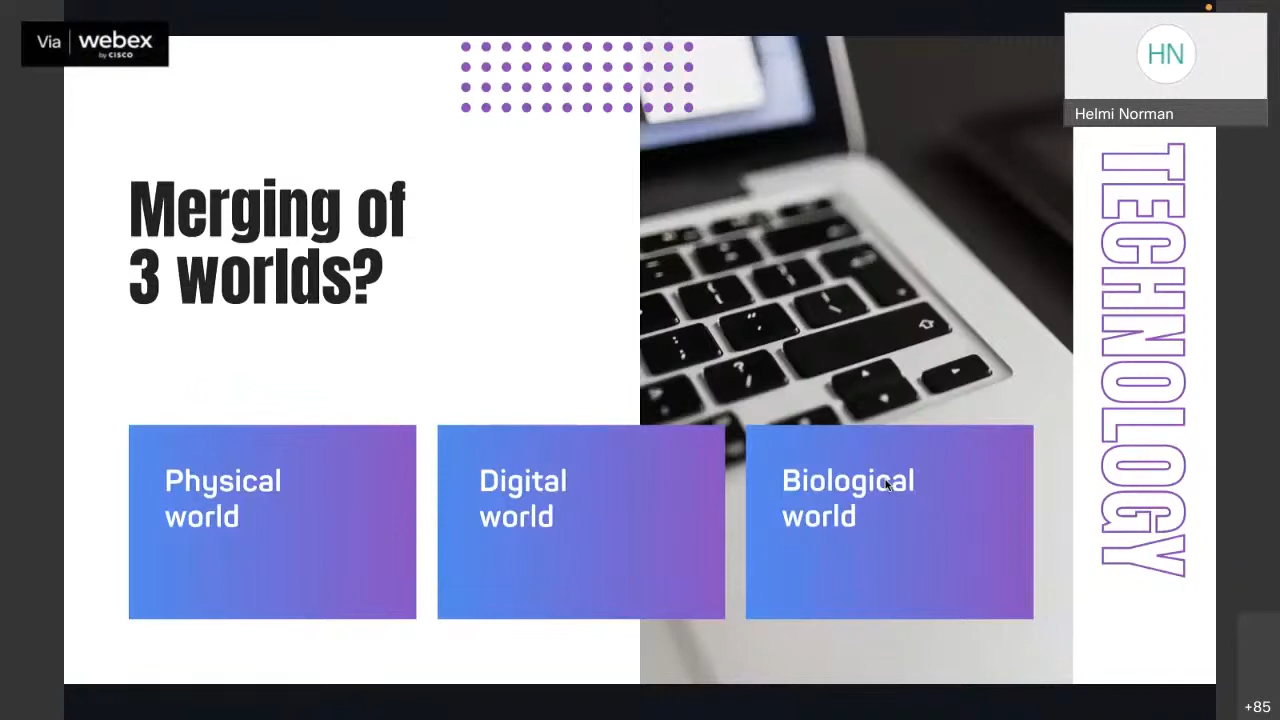 Via webex
by CISCO
HN
Helmi Norman
Merging of
3 worlds?
TECHNOLOGY
Physical
world
Digital
world
Biological
world
+85